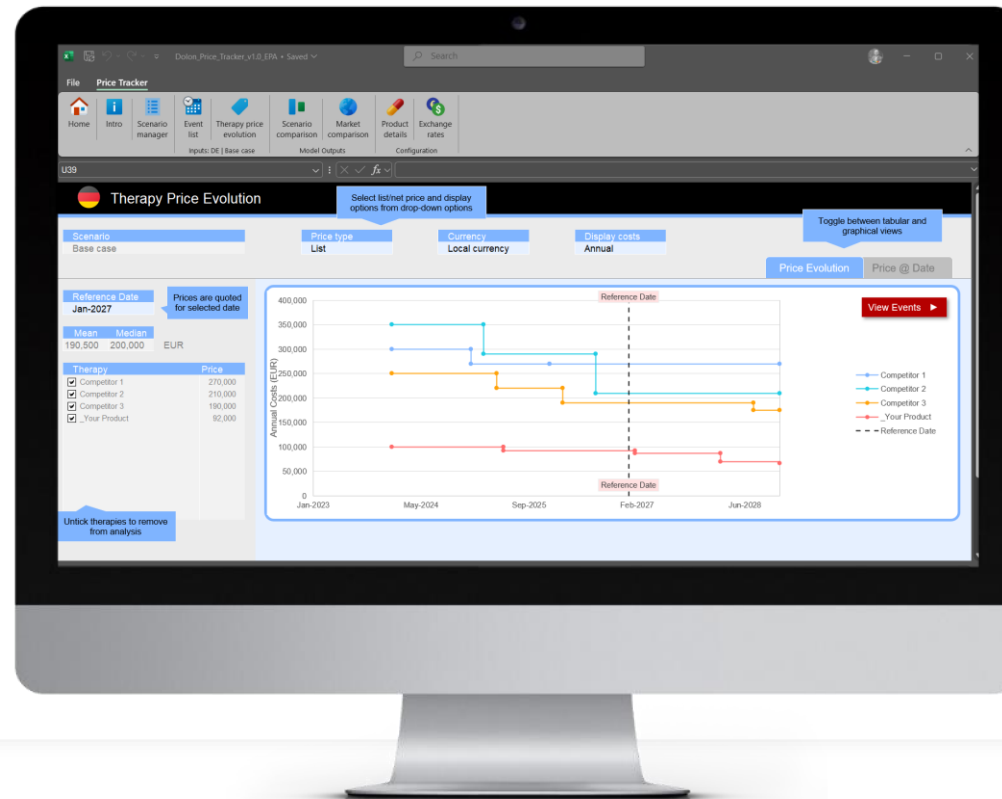 Dolon_Price_Tracker_v1.0_EPA • Saved
Search
File Price Tracker
Home
Intro
Scenario
manager
Event
list
Therapy price
evolution
Scenario
comparison
Market
comparison
Product
details
Exchange
rates
Inputs: DE | Base case
Model Outputs
Configuration
U39
fx
Therapy Price Evolution
Select list/net price and display
options from drop-down options
Toggle between tabular and
graphical views
Scenario
Base case
Price type
List
Currency
Local currency
Display costs
Annual
Price Evolution
Price @ Date
Reference Date
Jan-2027
Prices are quoted
for selected date
Mean Median
190,500 200,000 EUR
Therapy Price
Competitor 1 270,000
Competitor 2 210,000
Competitor 3 190,000
_Your Product 92,000
Untick therapies to remove
from analysis
View Events
Reference Date
Annual Costs (EUR)
400,000
350,000
300,000
250,000
200,000
150,000
100,000
50,000
0
Reference Date
Jan-2023 May-2024 Sep-2025 Feb-2027 Jun-2028
Competitor 1
Competitor 2
Competitor 3
_Your Product
Reference Date